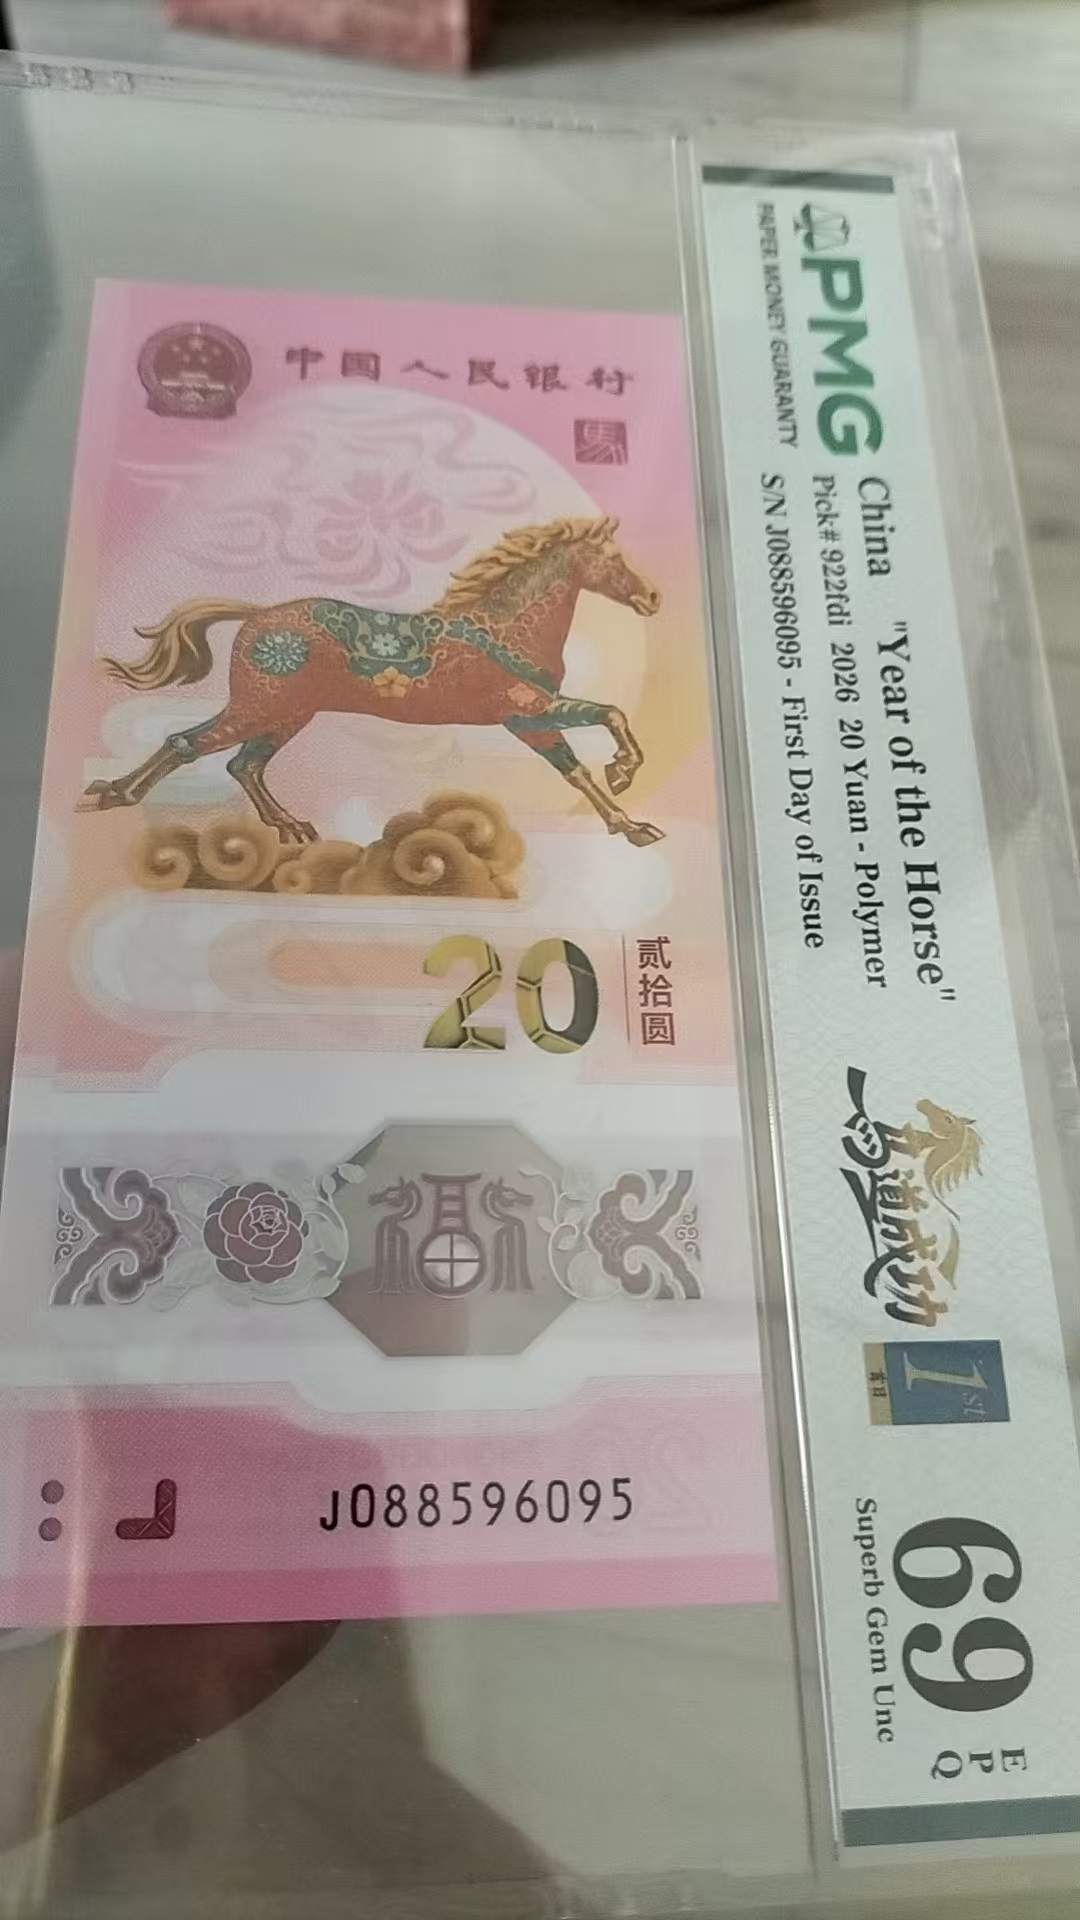 中国人民银行
馬
20
贰拾圆
J088596095
PMG
PAPER MONEY GUARANTY
China "Year of the Horse"
Pick# 922fdi 2026 20 Yuan - Polymer
S/N J088596095 - First Day of Issue
马道成功
1st
首日
69
EPQ
Superb Gem Unc